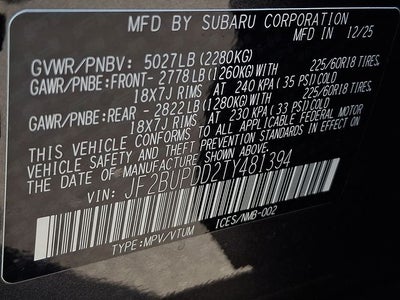 MFD BY SUBARU CORPORATION
MFD IN 12/25
GVWR/PNBV: 5027LB(2280KG)
GAWR/PNBE:FRONT- 2778LB(1260KG)WITH 225/60R18 TIRES,
18X7J RIMS AT 240 KPA(35 PSI)COLD
GAWR/PNBE:REAR - 2822LB(1280KG)WITH 225/60R18 TIRES,
18X7J RIMS AT 230 KPA(33 PSI)COLD
THIS VEHICLE CONFORMS TO ALL APPLICABLE FEDERAL MOTOR
VEHICLE SAFETY AND THEFT PREVENTION STANDARDS IN EFFECT ON
THE DATE OF MANUFACTURE SHOWN ABOVE.
VIN: JF2BUPDD2TY481394
TYPE:MPV/VTUM ICES/NMB-002